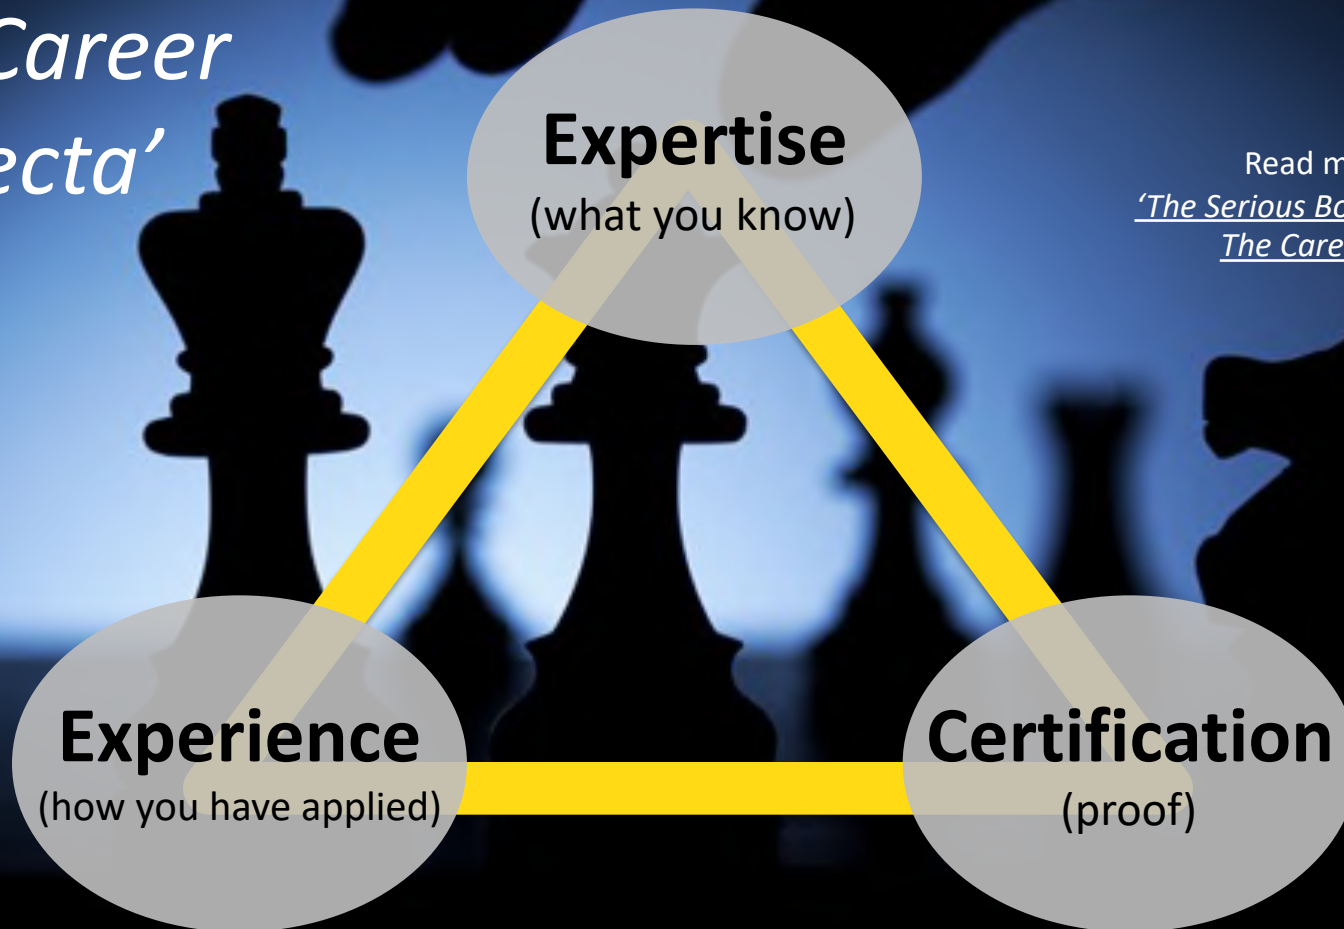 Career
ecta’
Expertise
(what you know)
Read m
‘The Serious Bo
The Care
Experience
(how you have applied)
Certification
(proof)